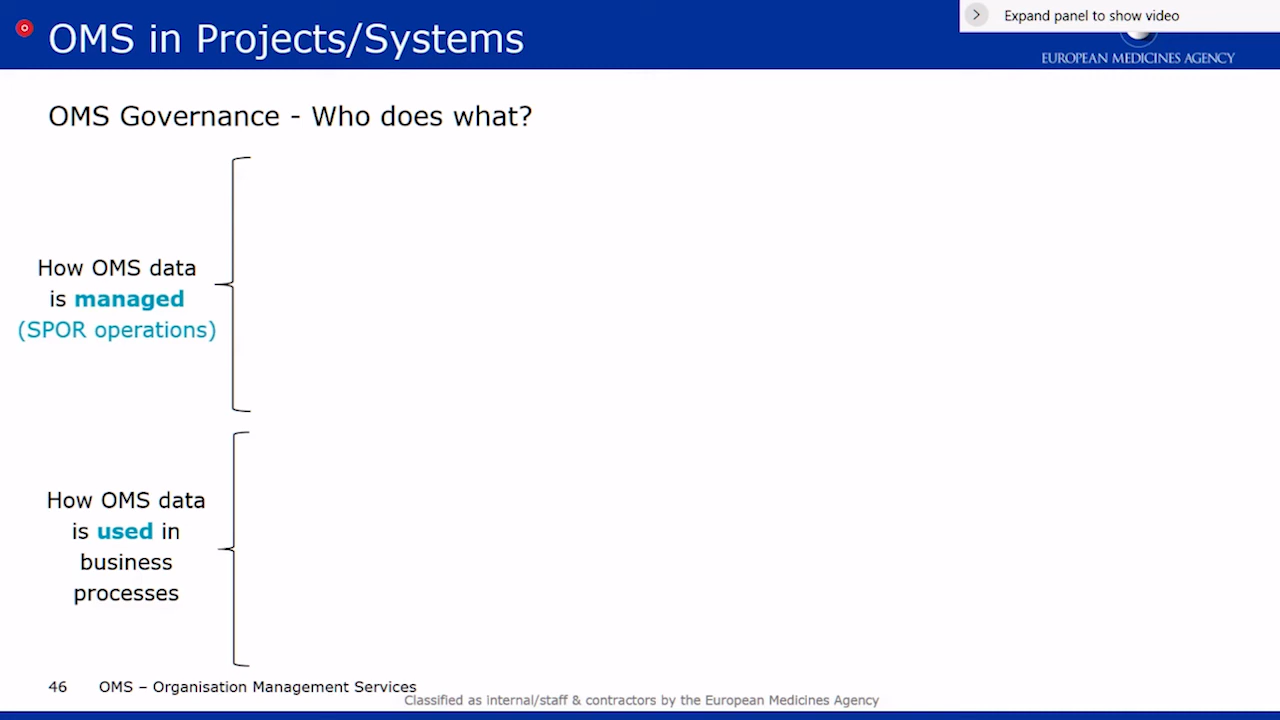 OMS in Projects/Systems
Expand panel to show video
EUROPEAN MEDICINES AGENCY
OMS Governance - Who does what?
How OMS data
is managed
(SPOR operations)
How OMS data
is used in
business
processes
46 OMS – Organisation Management Services
Classified as internal/staff & contractors by the European Medicines Agency